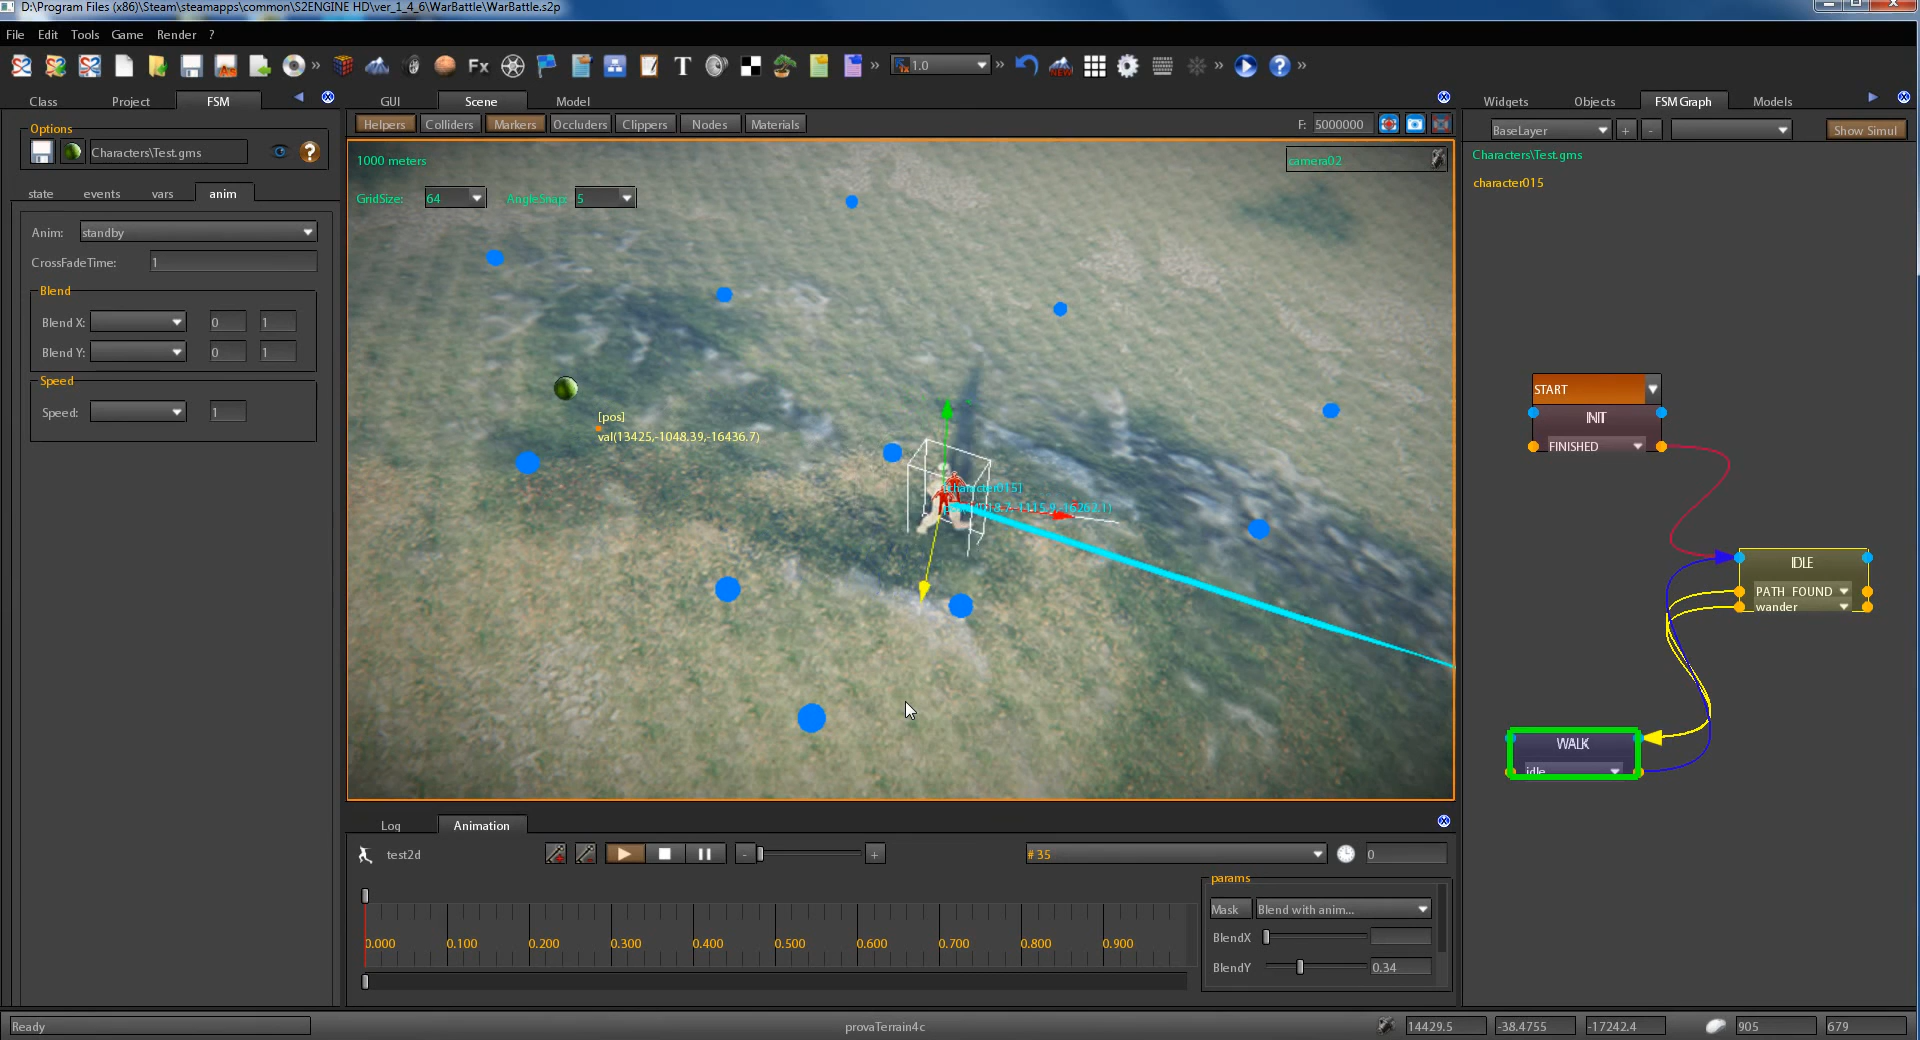 D:\Program Files (x86)\Steam\steamapps\common\S2ENGINE HD\ver_1_4_6\WarBattle\WarBattle.s2p
File Edit Tools Game Render ?
Fx T 1.0
Class Project FSM
GUI Scene Model
Widgets Objects FSM Graph Models
Options
Characters\Test.gms
Helpers Colliders Markers Occluders Clippers Nodes Materials
F: 5000000
BaseLayer + - Show Simul
state events vars anim
Anim: standby
CrossFadeTime: 1
Blend
Blend X: 0 1
Blend Y: 0 1
Speed
Speed: 1
1000 meters
camera02
GridSize: 64 AngleSnap: 5
[pos]
val(13425,-1048.39,-16436.7)
[character015]
Characters\Test.gms
character015
START
INIT
FINISHED
IDLE
PATH_FOUND
wander
WALK
idle
Log Animation
test2d
- + # 35 0
0.000 0.100 0.200 0.300 0.400 0.500 0.600 0.700 0.800 0.900
params
Mask Blend with anim...
BlendX
BlendY 0.34
Ready provaTerrain4c 14429.5 -38.4755 -17242.4 905 679